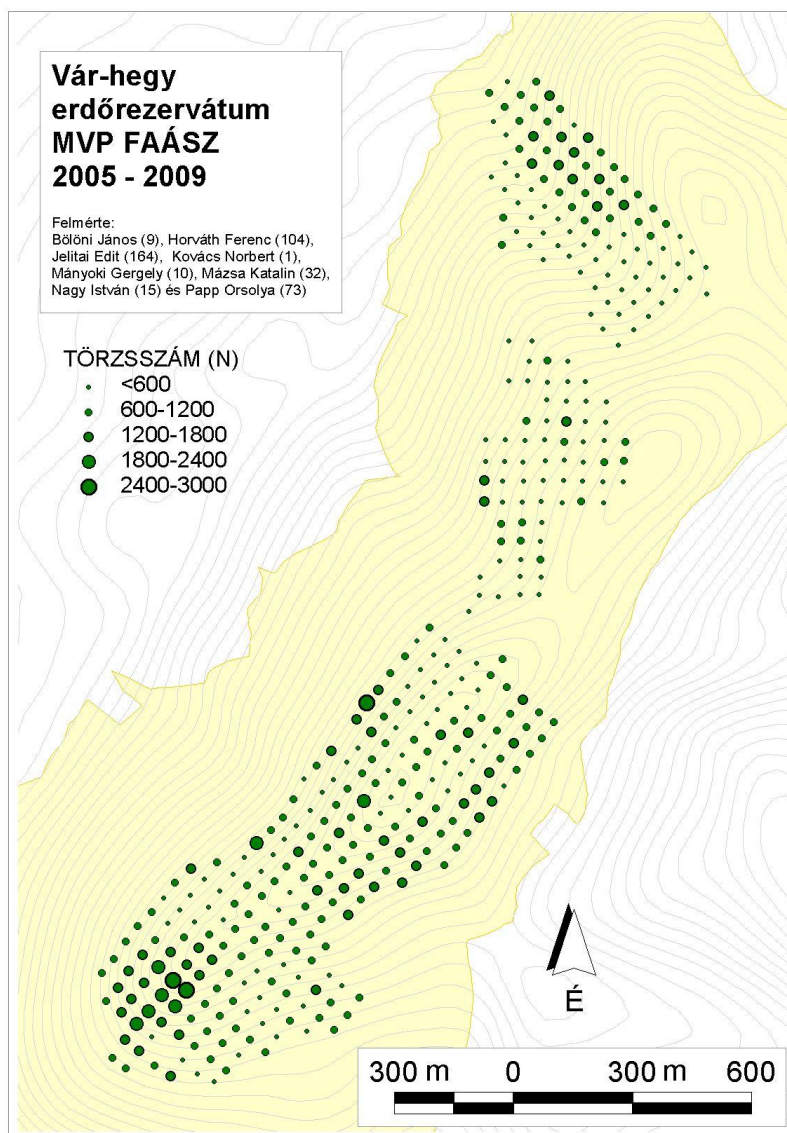 Vár-hegy
erdőrezervátum
MVP FAÁSZ
2005 - 2009
Felmérte:
Bölöni János (9), Horváth Ferenc (104),
Jelitai Edit (164), Kovács Norbert (1),
Mányoki Gergely (10), Mázsa Katalin (32),
Nagy István (15) és Papp Orsolya (73)
TÖRZSSZÁM (N)
<600
600-1200
1200-1800
1800-2400
2400-3000
É
300 m 0 300 m 600